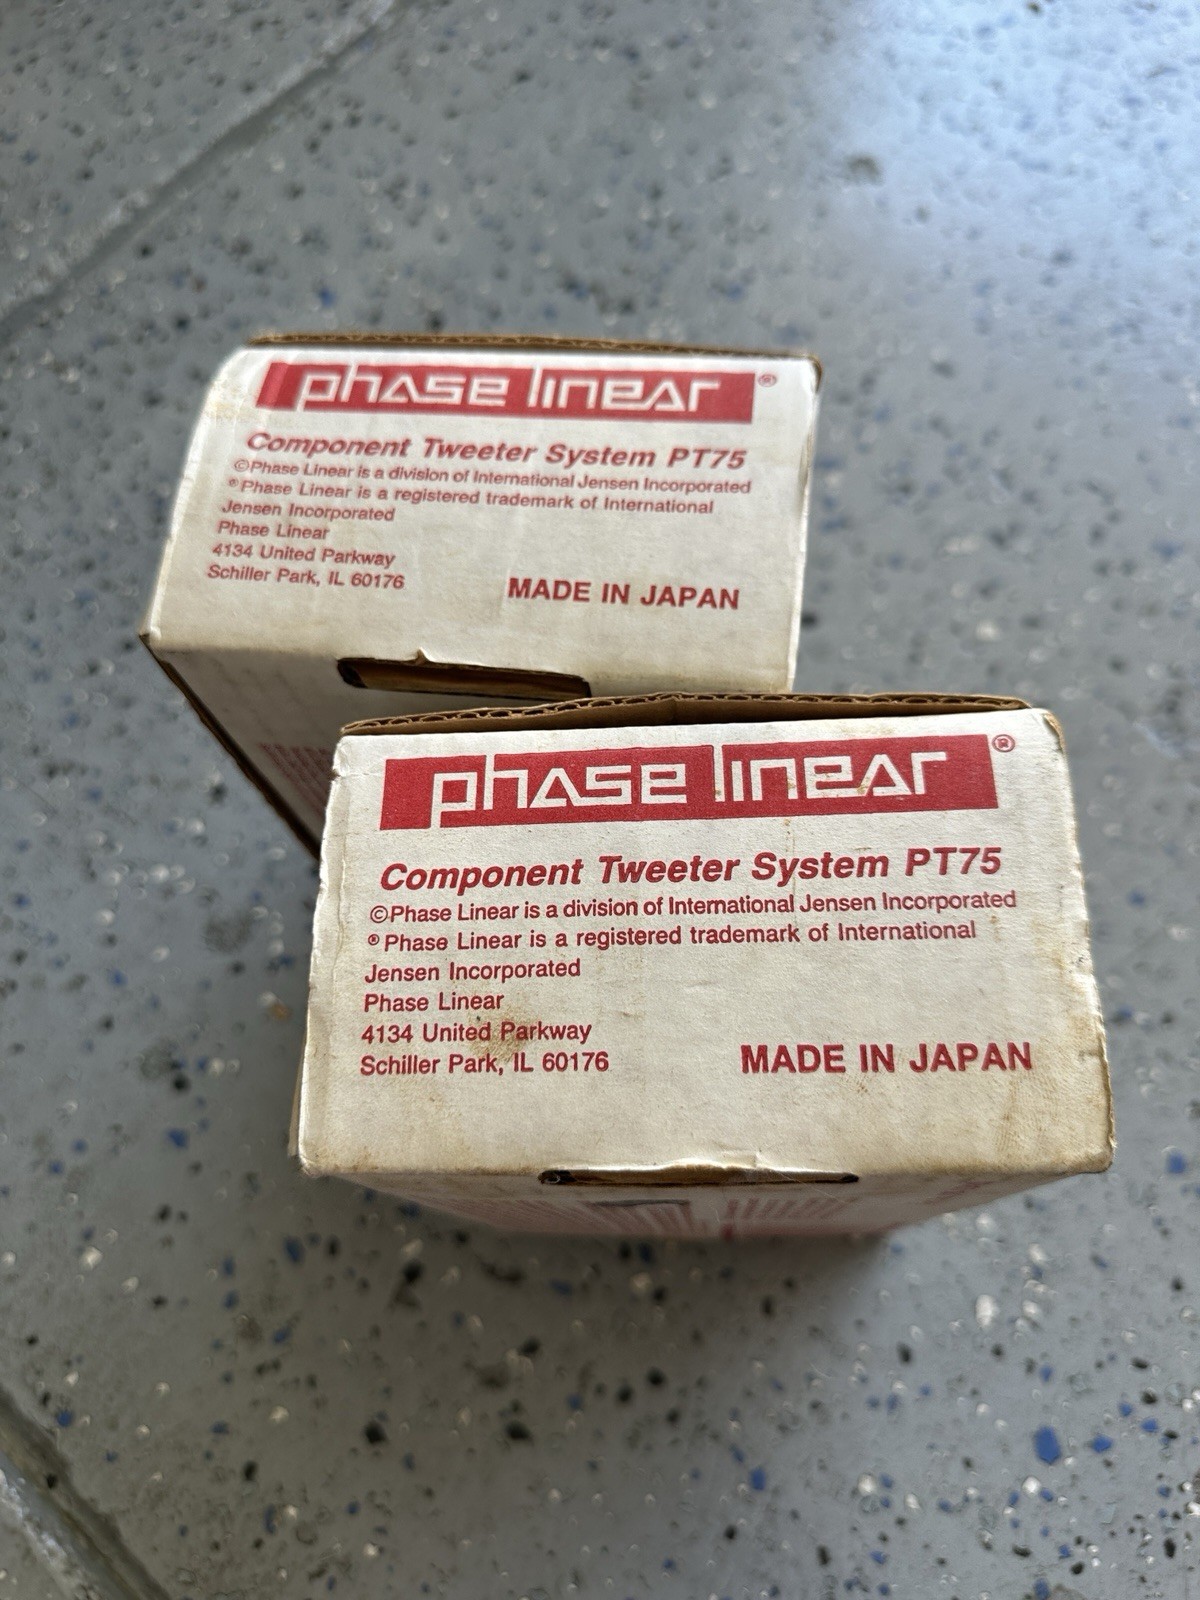 phase linear®
Component Tweeter System PT75
©Phase Linear is a division of International Jensen Incorporated
®Phase Linear is a registered trademark of International
Jensen Incorporated
Phase Linear
4134 United Parkway
Schiller Park, IL 60176
MADE IN JAPAN
phase linear®
Component Tweeter System PT75
©Phase Linear is a division of International Jensen Incorporated
®Phase Linear is a registered trademark of International
Jensen Incorporated
Phase Linear
4134 United Parkway
Schiller Park, IL 60176
MADE IN JAPAN